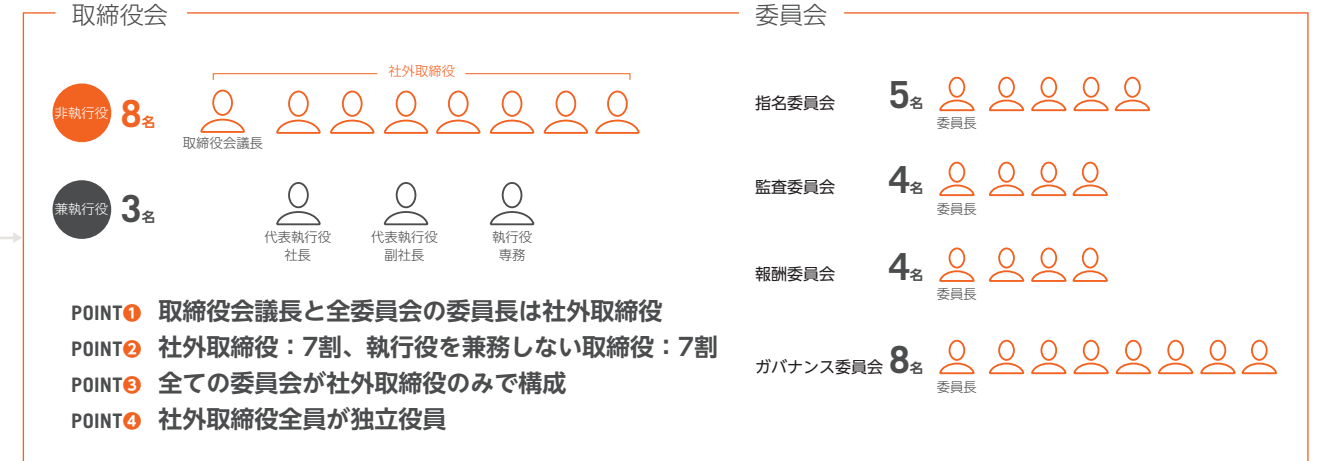 取締役会
社外取締役
非執行役 8名
取締役会議長
兼執行役 3名
代表執行役
社長
代表執行役
副社長
執行役
専務
POINT❶ 取締役会議長と全委員会の委員長は社外取締役
POINT❷ 社外取締役：7割、執行役を兼務しない取締役：7割
POINT❸ 全ての委員会が社外取締役のみで構成
POINT❹ 社外取締役全員が独立役員
委員会
指名委員会 5名
委員長
監査委員会 4名
委員長
報酬委員会 4名
委員長
ガバナンス委員会 8名
委員長